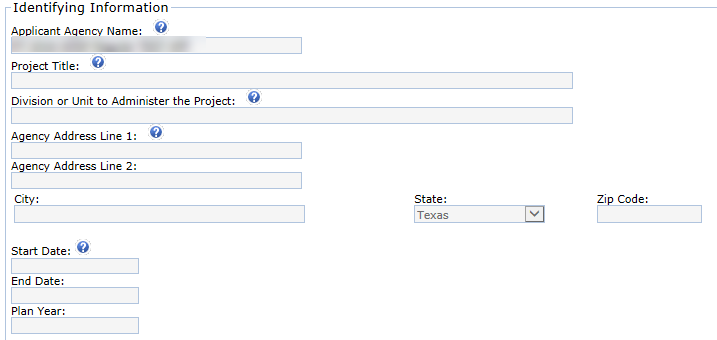 Identifying Information
Applicant Agency Name: ?
Project Title: ?
Division or Unit to Administer the Project: ?
Agency Address Line 1: ?
Agency Address Line 2:
City: State: Zip Code:
Texas
Start Date: ?
End Date:
Plan Year: